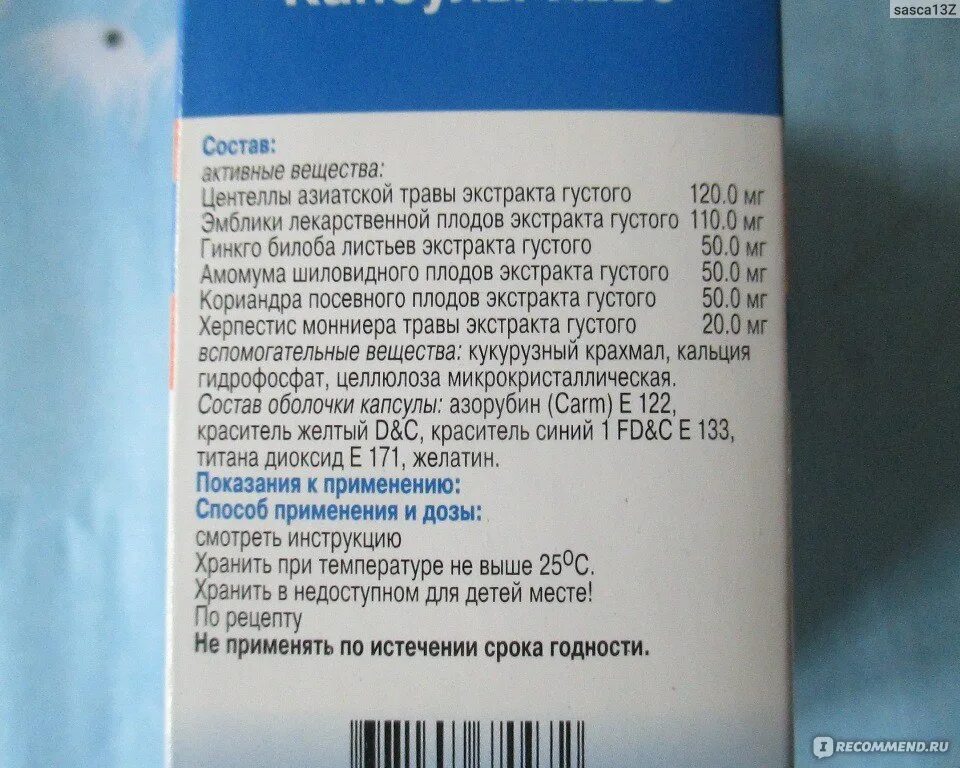 sasca13Z
Состав:
активные вещества:
Центеллы азиатской травы экстракта густого 120.0 мг
Эмблики лекарственной плодов экстракта густого 110.0 мг
Гинкго билоба листьев экстракта густого 50.0 мг
Амомума шиловидного плодов экстракта густого 50.0 мг
Кориандра посевного плодов экстракта густого 50.0 мг
Херпестис монниера травы экстракта густого 20.0 мг
вспомогательные вещества: кукурузный крахмал, кальция
гидрофосфат, целлюлоза микрокристаллическая.
Состав оболочки капсулы: азорубин (Carm) Е 122,
краситель желтый D&C, краситель синий 1 FD&C Е 133,
титана диоксид Е 171, желатин.
Показания к применению:
Способ применения и дозы:
смотреть инструкцию
Хранить при температуре не выше 25ºС.
Хранить в недоступном для детей месте!
По рецепту
Не применять по истечении срока годности.
IRECOMMEND.RU